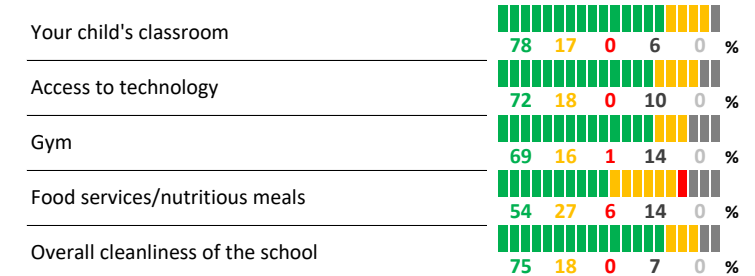 Your child's classroom
78 17 0 6 0 %
Access to technology
72 18 0 10 0 %
Gym
69 16 1 14 0 %
Food services/nutritious meals
54 27 6 14 0 %
Overall cleanliness of the school
75 18 0 7 0 %